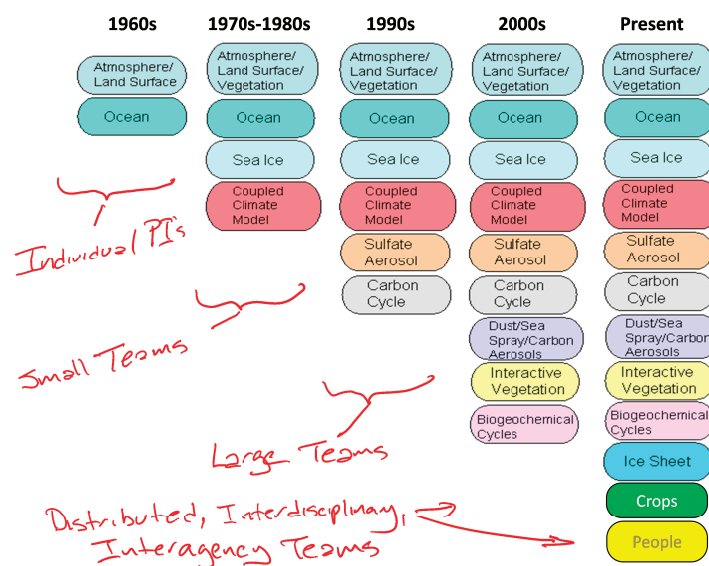 1960s
1970s-1980s
1990s
2000s
Present
Atmosphere/
Land Surface
Ocean
Atmosphere/
Land Surface/
Vegetation
Ocean
Sea Ice
Coupled
Climate
Model
Atmosphere/
Land Surface/
Vegetation
Ocean
Sea Ice
Coupled
Climate
Model
Sulfate
Aerosol
Carbon
Cycle
Atmosphere/
Land Surface/
Vegetation
Ocean
Sea Ice
Coupled
Climate
Model
Sulfate
Aerosol
Carbon
Cycle
Dust/Sea
Spray/Carbon
Aerosols
Interactive
Vegetation
Biogeochemical
Cycles
Atmosphere/
Land Surface/
Vegetation
Ocean
Sea Ice
Coupled
Climate
Model
Sulfate
Aerosol
Carbon
Cycle
Dust/Sea
Spray/Carbon
Aerosols
Interactive
Vegetation
Biogeochemical
Cycles
Ice Sheet
Crops
People
Individual PI's
Small Teams
Large Teams
Distributed, Interdisciplinary,
Interagency Teams